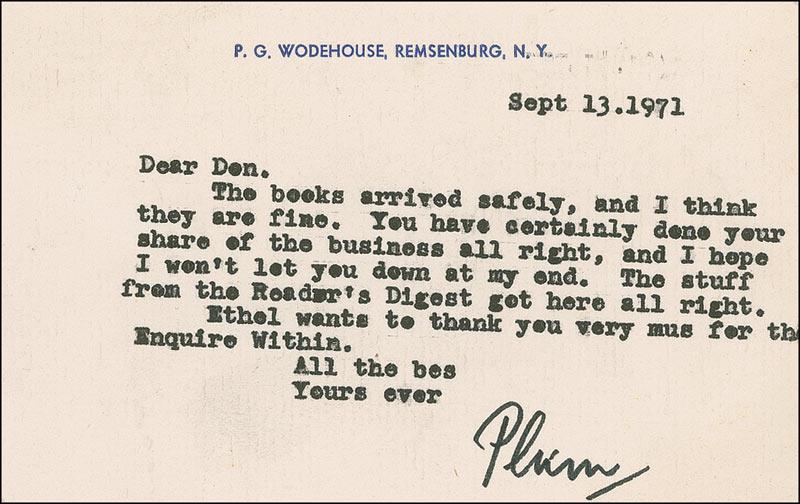 P. G. WODEHOUSE, REMSENBURG, N. Y.
Sept 13.1971
Dear Don.
The books arrived safely, and I think
they are fine. You have certainly done your
share of the business all right, and I hope
I won't let you down at my end. The stuff
from the Reader's Digest got here all right.
Ethel wants to thank you very mus for the
Enquire Within.
All the bes
Yours ever
Plum